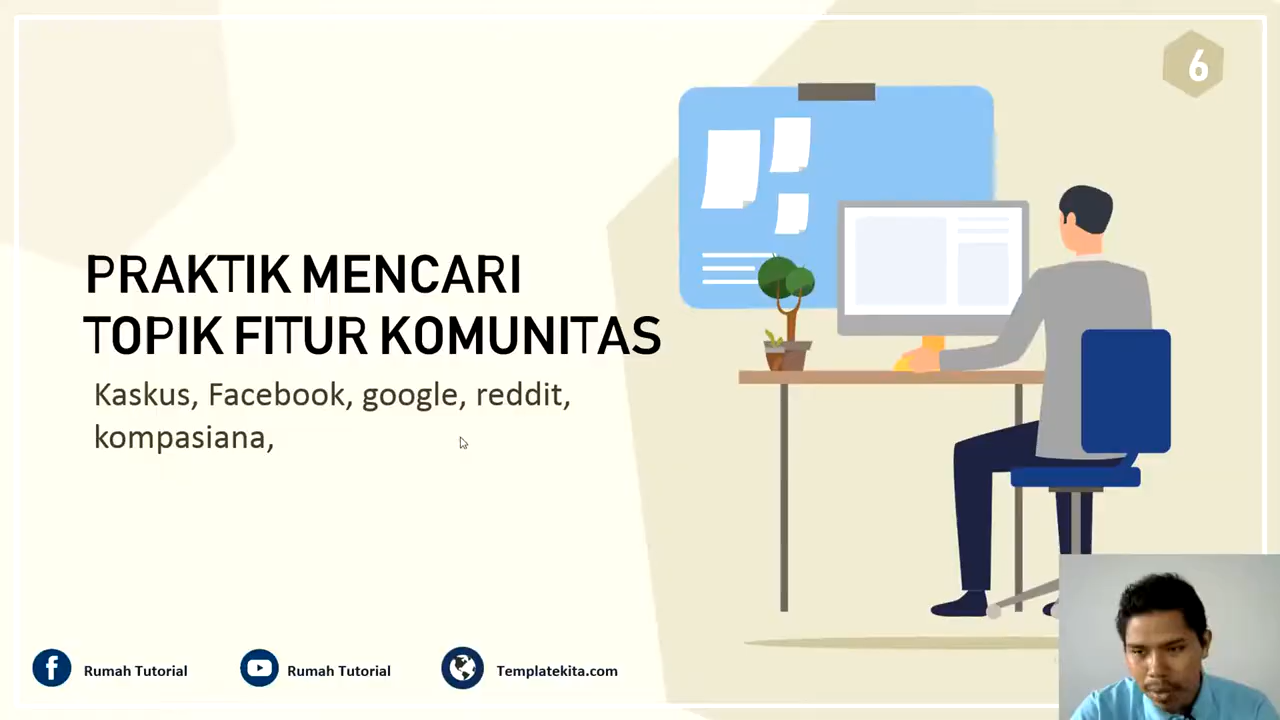 6
PRAKTIK MENCARI
TOPIK FITUR KOMUNITAS
Kaskus, Facebook, google, reddit,
kompasiana,
Rumah Tutorial
Rumah Tutorial
Templatekita.com